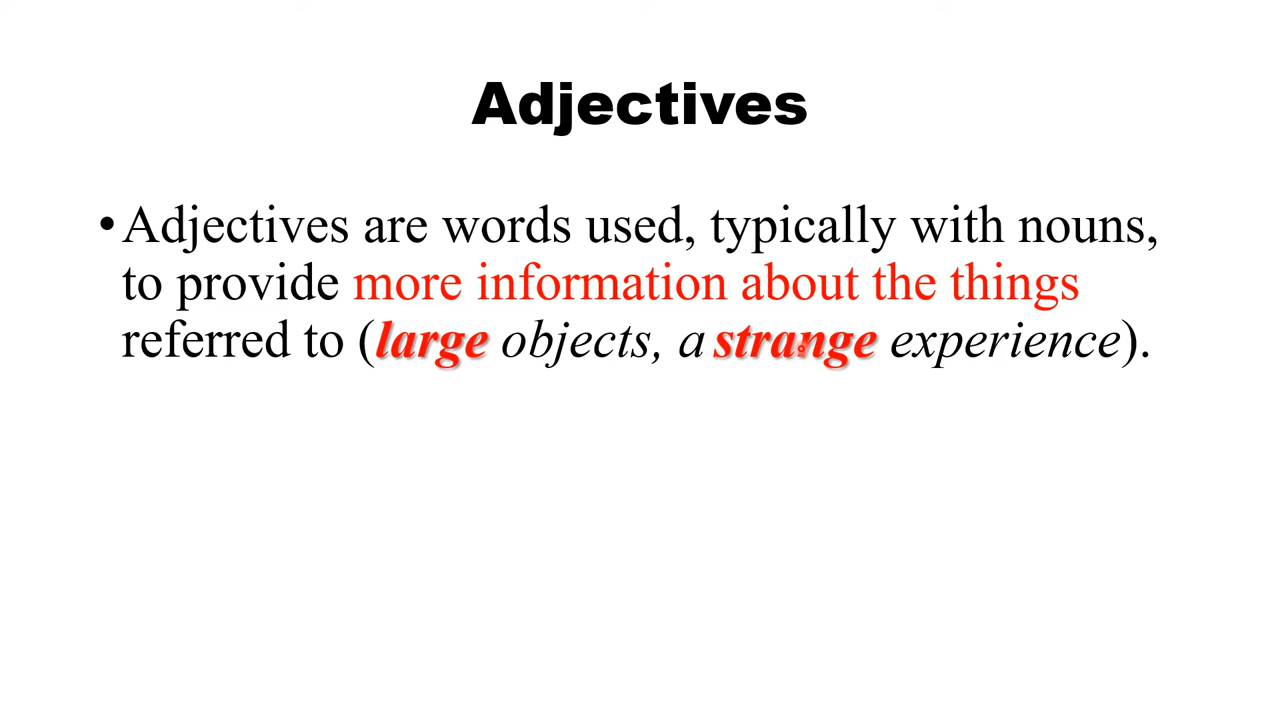 Adjectives
•Adjectives are words used, typically with nouns,
to provide more information about the things
referred to (large objects, a strange experience).